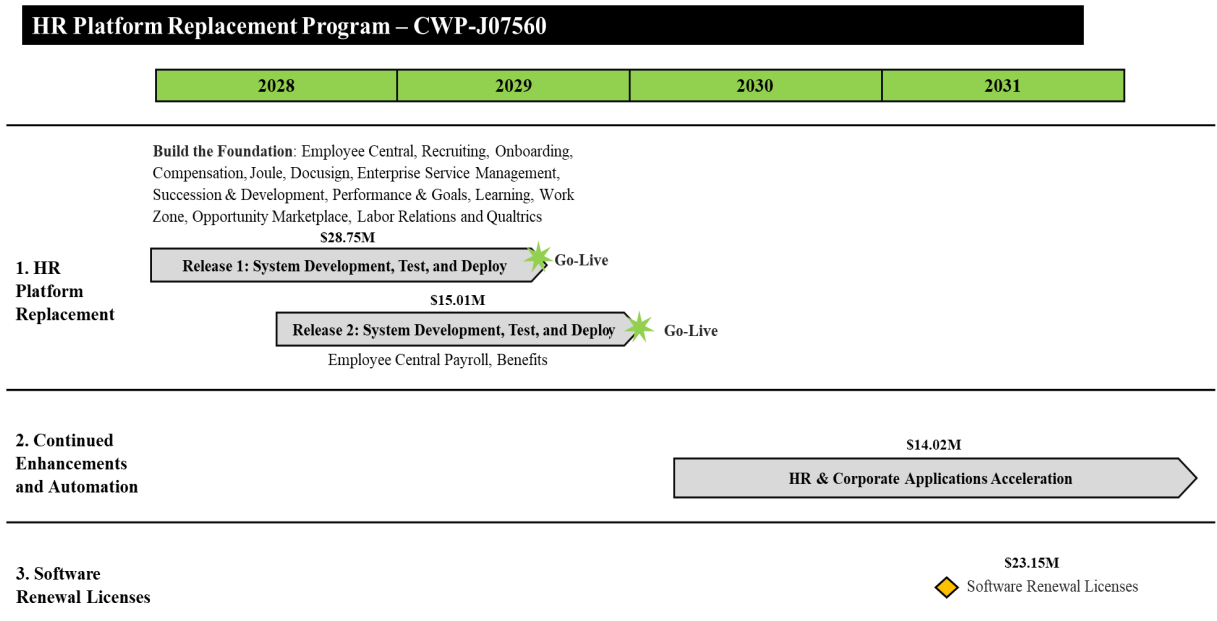 HR Platform Replacement Program – CWP-J07560
2028
2029
2030
2031
Build the Foundation: Employee Central, Recruiting, Onboarding,
Compensation, Joule, Docusign, Enterprise Service Management,
Succession & Development, Performance & Goals, Learning, Work
Zone, Opportunity Marketplace, Labor Relations and Qualtrics
$28.75M
1. HR
Platform
Replacement
Release 1: System Development, Test, and Deploy
Go-Live
$15.01M
Release 2: System Development, Test, and Deploy
Go-Live
Employee Central Payroll, Benefits
2. Continued
Enhancements
and Automation
$14.02M
HR & Corporate Applications Acceleration
3. Software
Renewal Licenses
$23.15M
Software Renewal Licenses